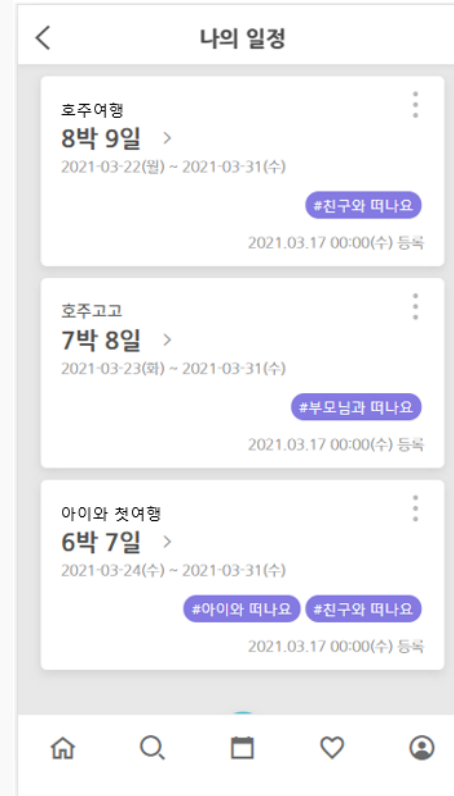 나의 일정
호주여행
8박 9일
2021-03-22(월) ~ 2021-03-31(수)
#친구와 떠나요
2021.03.17 00:00(수) 등록
호주고고
7박 8일
2021-03-23(화) ~ 2021-03-31(수)
#부모님과 떠나요
2021.03.17 00:00(수) 등록
아이와 첫여행
6박 7일
2021-03-24(수) ~ 2021-03-31(수)
#아이와 떠나요 #친구와 떠나요
2021.03.17 00:00(수) 등록